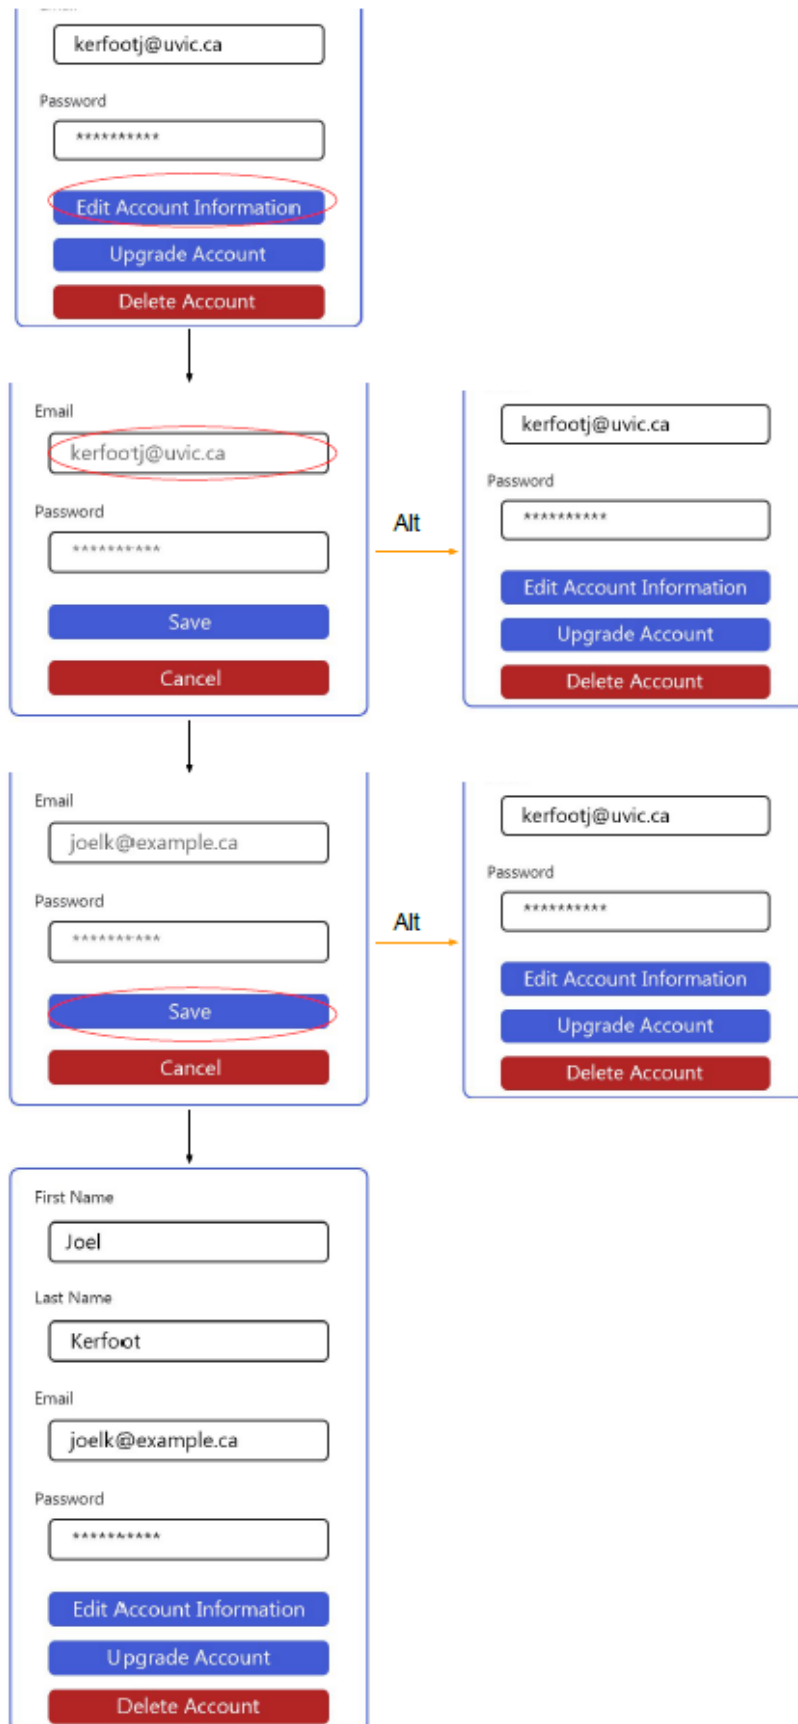 kerfootj@uvic.ca
Password
**********
Edit Account Information
Upgrade Account
Delete Account
Email
kerfootj@uvic.ca
Password
**********
Save
Cancel
Alt
kerfootj@uvic.ca
Password
**********
Edit Account Information
Upgrade Account
Delete Account
Email
joelk@example.ca
Password
**********
Save
Cancel
Alt
kerfootj@uvic.ca
Password
**********
Edit Account Information
Upgrade Account
Delete Account
First Name
Joel
Last Name
Kerfoot
Email
joelk@example.ca
Password
**********
Edit Account Information
Upgrade Account
Delete Account